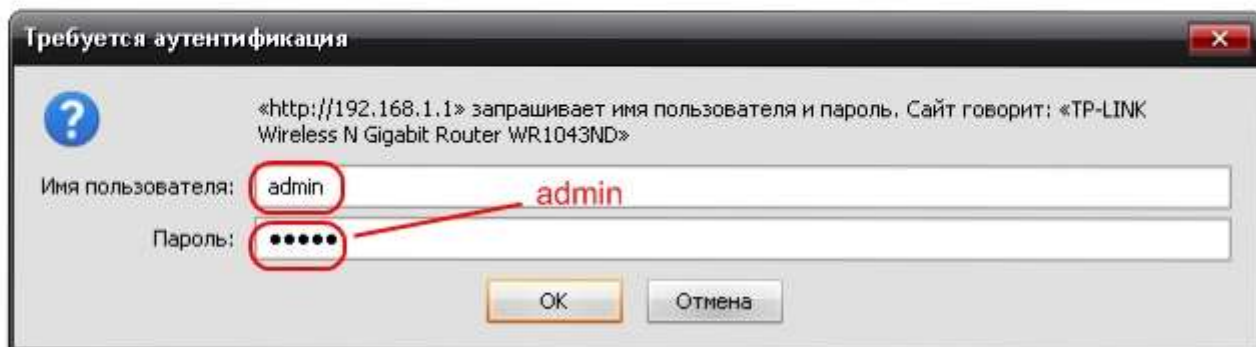 Требуется аутентификация
«http://192.168.1.1» запрашивает имя пользователя и пароль. Сайт говорит: «TP-LINK
Wireless N Gigabit Router WR1043ND»
Имя пользователя: admin
admin
Пароль: •••••
OK Отмена